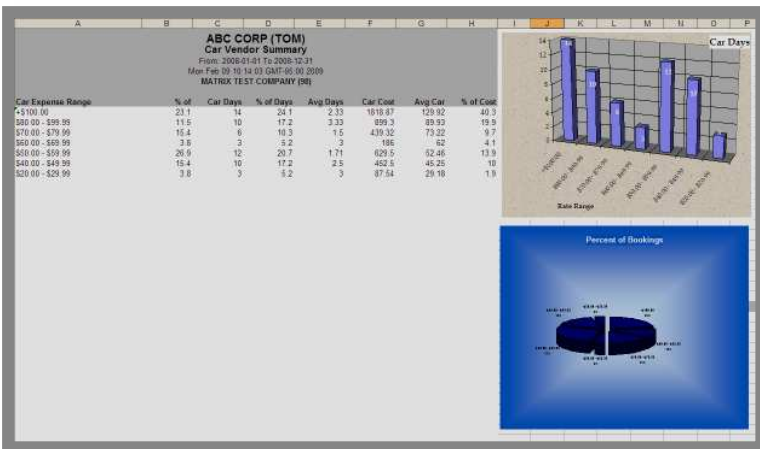 A B C D E F G H I J K L M N O P
ABC CORP (TOM)
Car Vendor Summary
From: 2008-01-01 To 2008-12-31
Mon Feb 09 10:14:03 GMT-05:00 2009
MATRIX TEST COMPANY (98)
Car Expense Range % of Car Days % of Days Avg Days Car Cost Avg Car % of Cost
+$100.00 23.1 14 24.1 2.33 1818.87 129.92 40.3
$80.00 - $99.99 11.5 10 17.2 3.33 899.3 89.93 19.9
$70.00 - $79.99 15.4 6 10.3 1.5 439.32 73.22 9.7
$60.00 - $69.99 3.8 3 5.2 3 186 62 4.1
$50.00 - $59.99 26.9 12 20.7 1.71 629.5 52.46 13.9
$40.00 - $49.99 15.4 10 17.2 2.5 452.5 45.25 10
$20.00 - $29.99 3.8 3 5.2 3 87.54 29.18 1.9
Car Days
14
12
10
8
6
4
2
0
Rate Range
Percent of Bookings